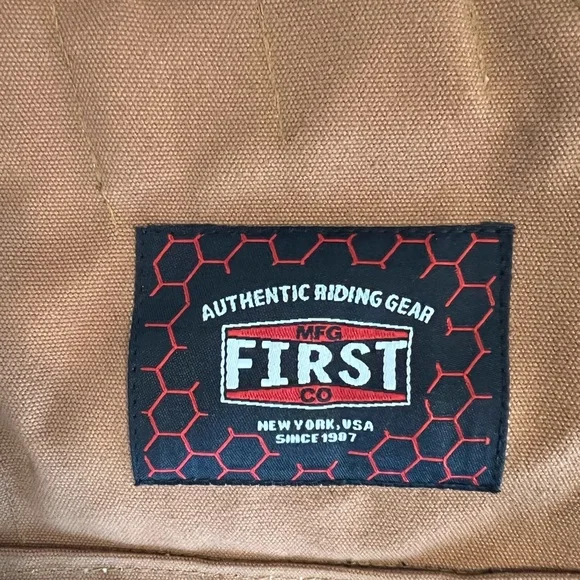 AUTHENTIC RIDING GEAR
MFG
FIRST
CO
NEW YORK, USA
SINCE 1987